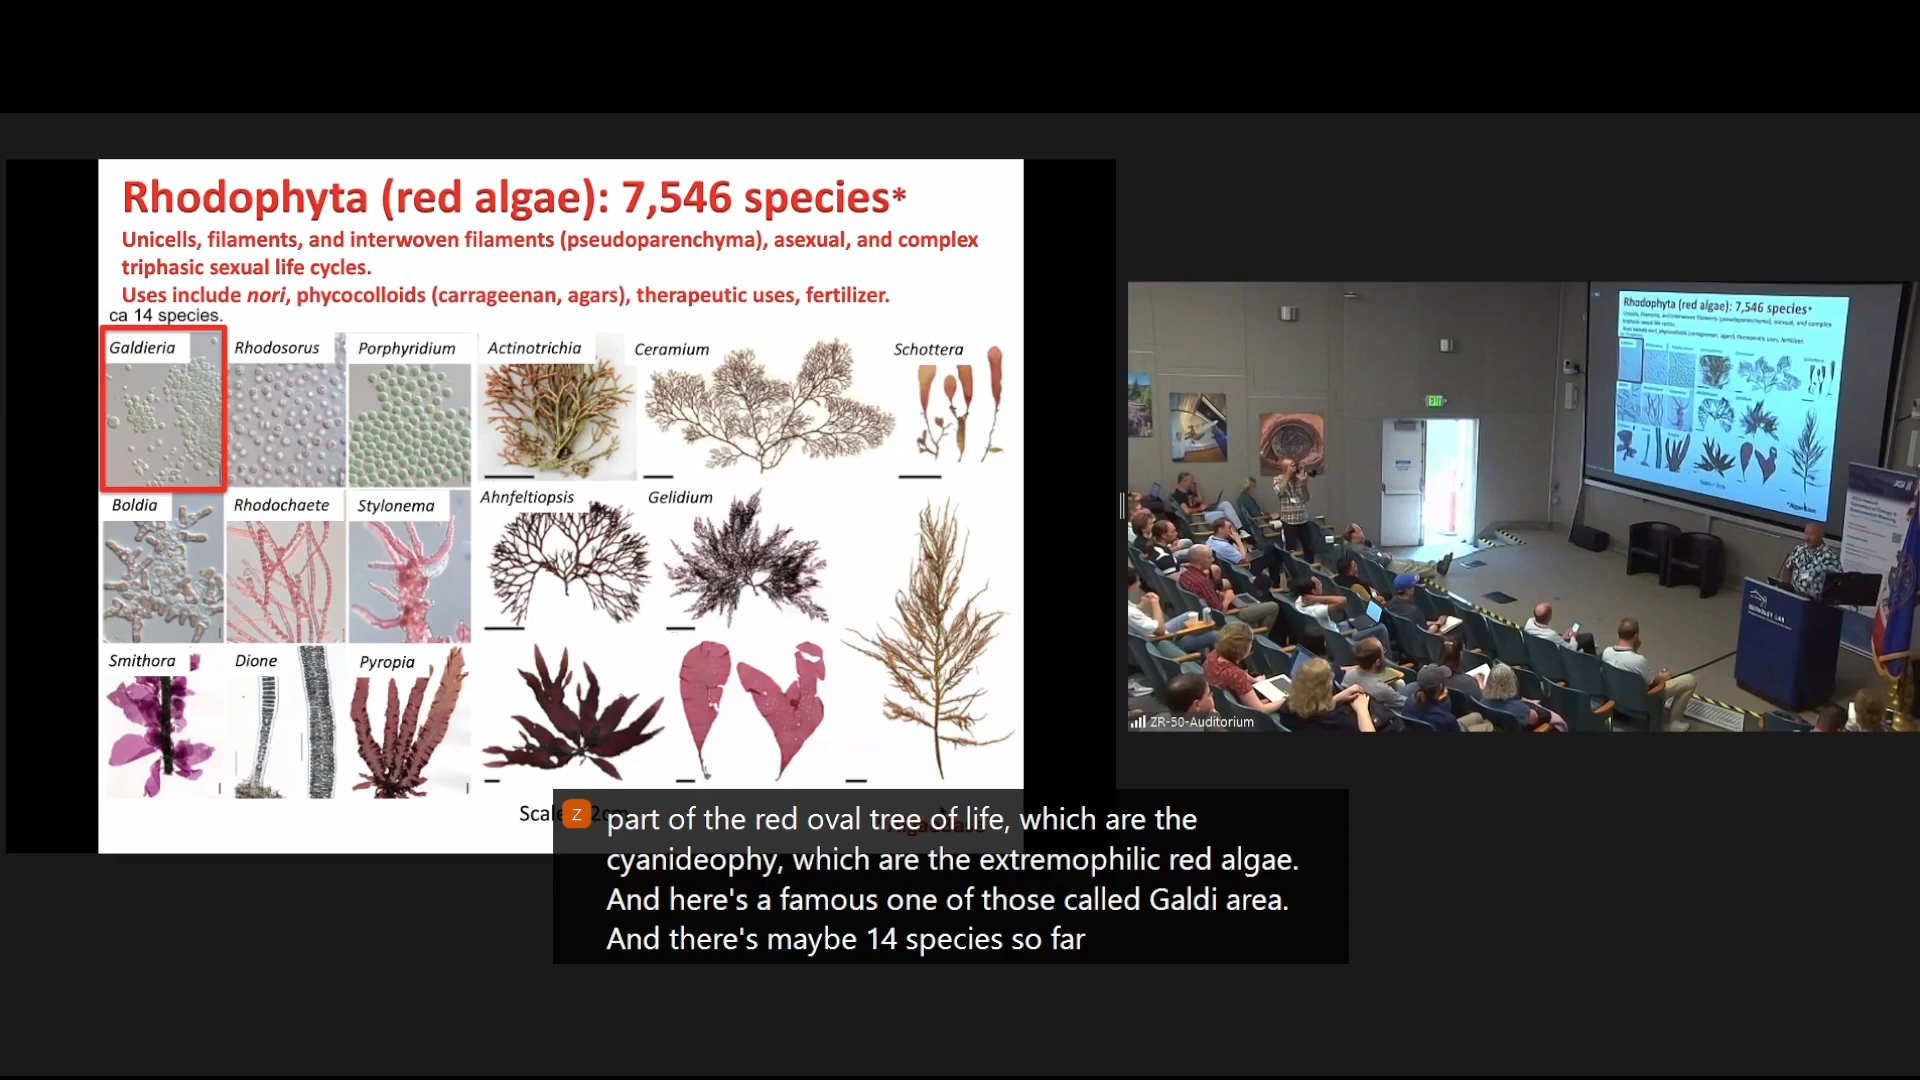 Rhodophyta (red algae): 7,546 species*
Unicells, filaments, and interwoven filaments (pseudoparenchyma), asexual, and complex
triphasic sexual life cycles.
Uses include nori, phycocolloids (carrageenan, agars), therapeutic uses, fertilizer.
ca 14 species.
Galdieria
Rhodosorus
Porphyridium
Actinotrichia
Ceramium
Schottera
Boldia
Rhodochaete
Stylonema
Ahnfeltiopsis
Gelidium
Smithora
Dione
Pyropia
Z
part of the red oval tree of life, which are the
cyanideophy, which are the extremophilic red algae.
And here's a famous one of those called Galdi area.
And there's maybe 14 species so far
Rhodophyta (red algae): 7,546 species*
EXIT
BERKELEY LAB
ZR-50-Auditorium